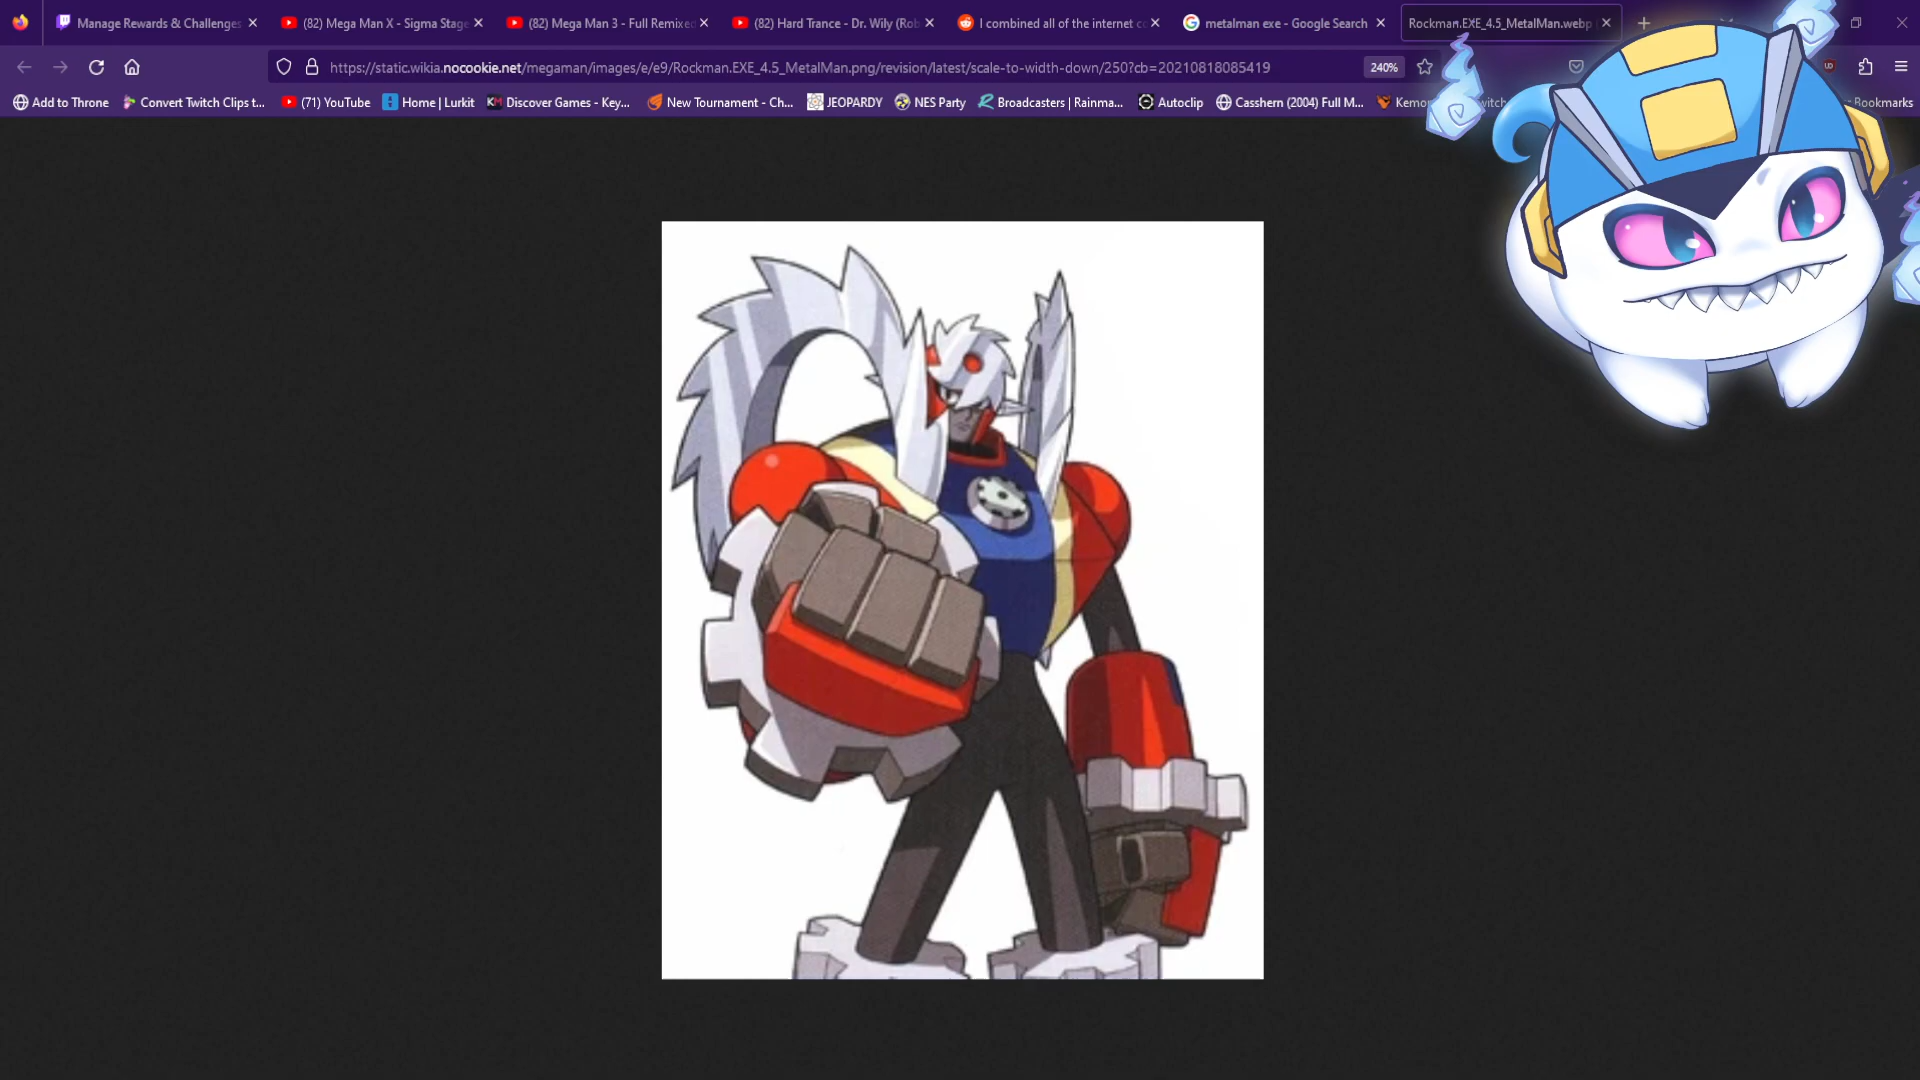 Manage Rewards & Challenges
(82) Mega Man X - Sigma Stage
(82) Mega Man 3 - Full Remixed
(82) Hard Trance - Dr. Wily (Rob
I combined all of the internet co
metalman exe - Google Search
Rockman.EXE_4.5_MetalMan.webp
https://static.wikia.nocookie.net/megaman/images/e/e9/Rockman.EXE_4.5_MetalMan.png/revision/latest/scale-to-width-down/250?cb=20210818085419
240%
Add to Throne
Convert Twitch Clips t...
(71) YouTube
Home | Lurkit
Discover Games - Key...
New Tournament - Ch...
JEOPARDY
NES Party
Broadcasters | Rainma...
Autoclip
Casshern (2004) Full M...
Bookmarks